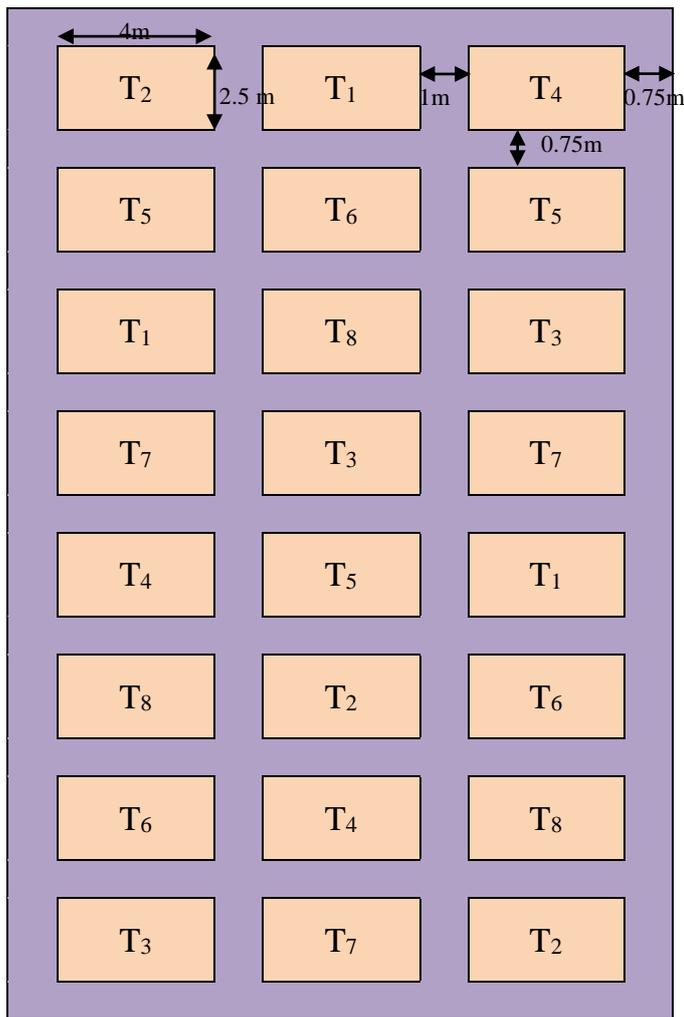 4m
T₂ 2.5 m T₁ 1m T₄ 0.75m
0.75m
T₅ T₆ T₅
T₁ T₈ T₃
T₇ T₃ T₇
T₄ T₅ T₁
T₈ T₂ T₆
T₆ T₄ T₈
T₃ T₇ T₂